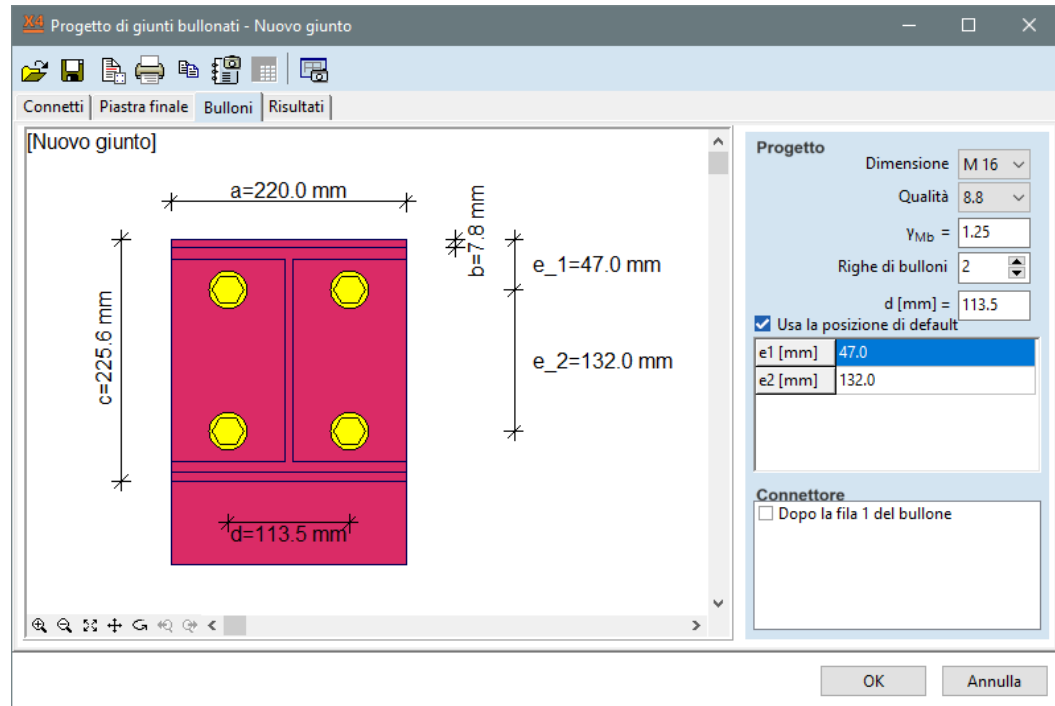 X4 Progetto di giunti bullonati - Nuovo giunto
Connetti Piastra finale Bulloni Risultati
[Nuovo giunto]
a=220.0 mm
b=7.8 mm
e_1=47.0 mm
c=225.6 mm
e_2=132.0 mm
d=113.5 mm
Progetto
Dimensione M 16
Qualità 8.8
γMb = 1.25
Righe di bulloni 2
d [mm] = 113.5
Usa la posizione di default
e1 [mm] 47.0
e2 [mm] 132.0
Connettore
Dopo la fila 1 del bullone
OK Annulla